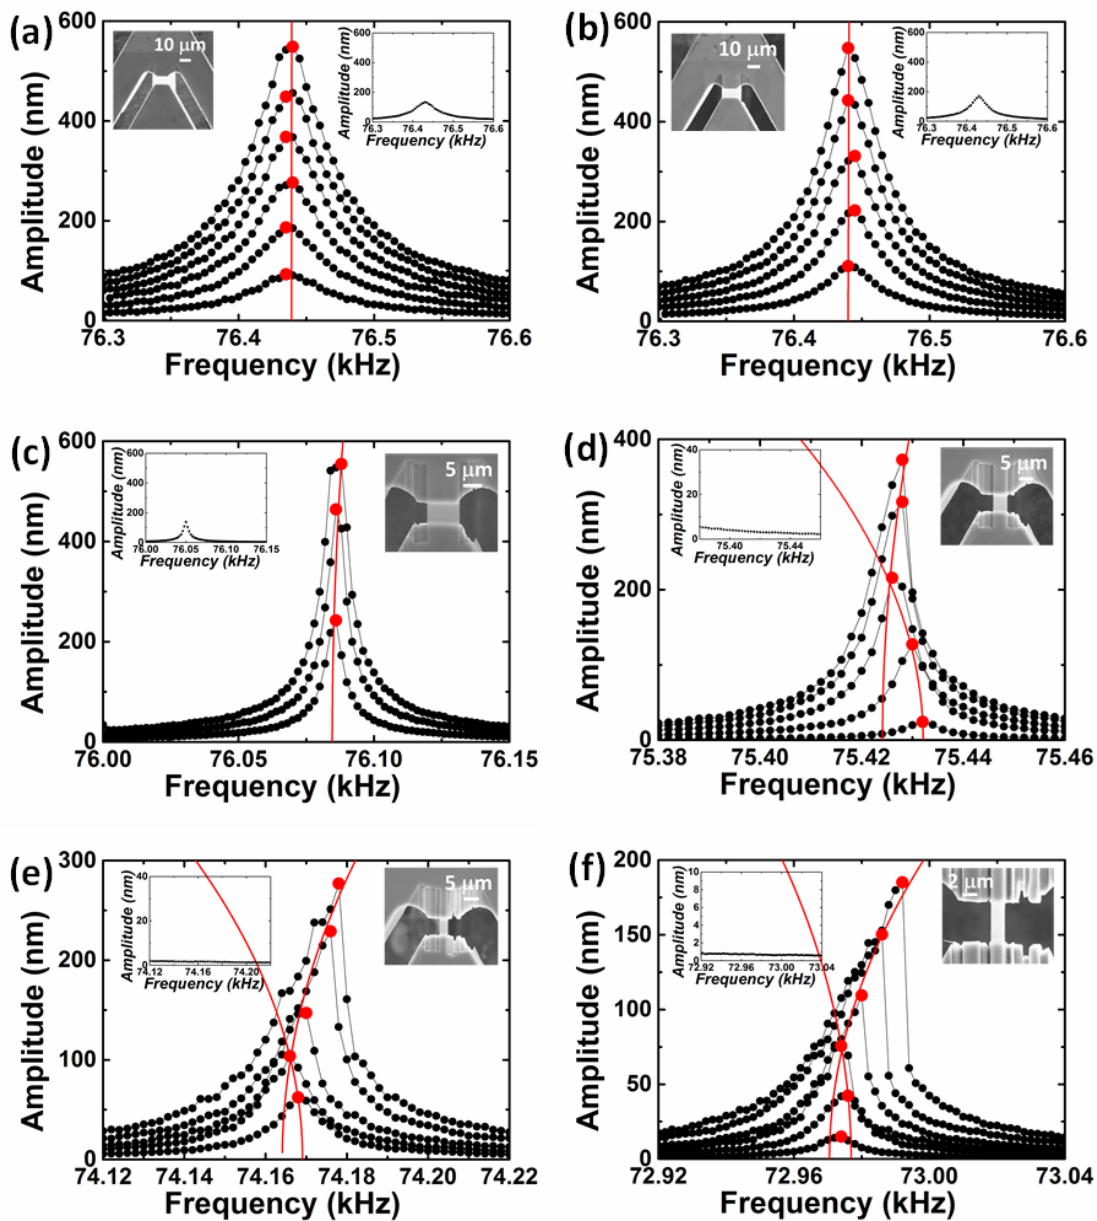 (a)
600
400
200
0
Amplitude (nm)
10 μm
Amplitude (nm)
600
400
200
0
76.3 76.4 76.5 76.6
Frequency (kHz)
76.3 76.4 76.5 76.6
Frequency (kHz)
(b)
600
400
200
0
Amplitude (nm)
10 μm
Amplitude (nm)
600
400
200
0
76.3 76.4 76.5 76.6
Frequency (kHz)
76.3 76.4 76.5 76.6
Frequency (kHz)
(c)
600
400
200
0
Amplitude (nm)
Amplitude (nm)
600
400
200
0
76.00 76.05 76.10 76.15
Frequency (kHz)
5 μm
76.00 76.05 76.10 76.15
Frequency (kHz)
(d)
400
200
0
Amplitude (nm)
Amplitude (nm)
40
20
0
75.40 75.44
Frequency (kHz)
5 μm
75.38 75.40 75.42 75.44 75.46
Frequency (kHz)
(e)
300
200
100
0
Amplitude (nm)
Amplitude (nm)
40
20
0
74.12 74.16 74.20
Frequency (kHz)
5 μm
74.12 74.14 74.16 74.18 74.20 74.22
Frequency (kHz)
(f)
200
150
100
50
0
Amplitude (nm)
Amplitude (nm)
10
8
6
4
2
0
72.92 72.96 73.00 73.04
Frequency (kHz)
2 μm
72.92 72.96 73.00 73.04
Frequency (kHz)